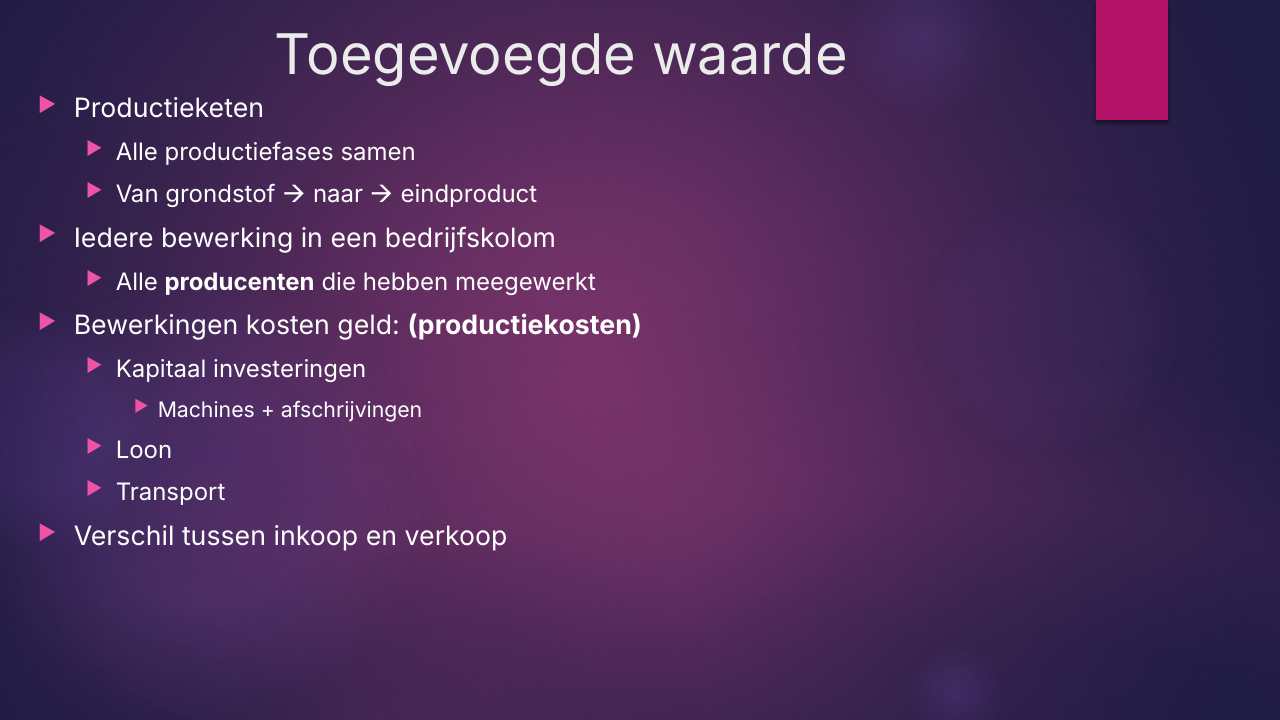 Toegevoegde waarde
Productieketen
Alle productiefases samen
Van grondstof → naar → eindproduct
Iedere bewerking in een bedrijfskolom
Alle producenten die hebben meegewerkt
Bewerkingen kosten geld: (productiekosten)
Kapitaal investeringen
Machines + afschrijvingen
Loon
Transport
Verschil tussen inkoop en verkoop